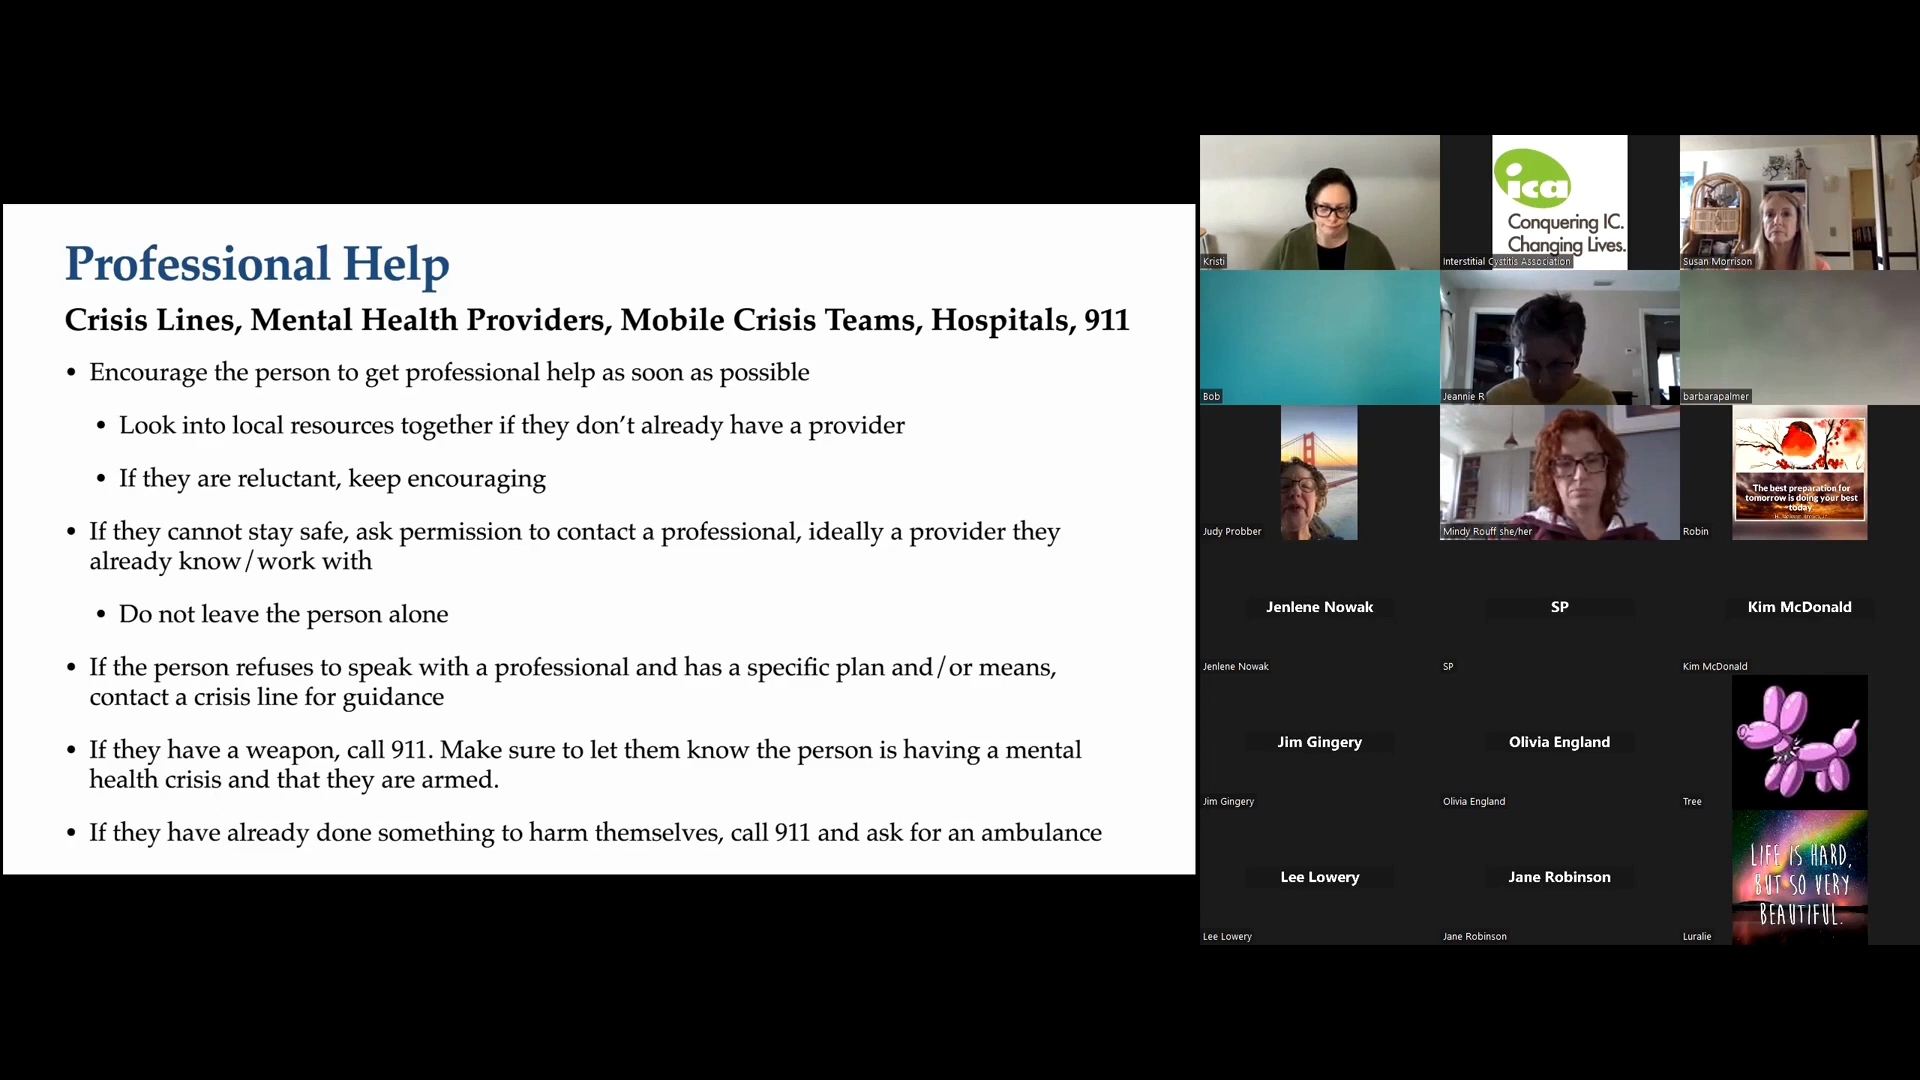 Professional Help
Crisis Lines, Mental Health Providers, Mobile Crisis Teams, Hospitals, 911
• Encourage the person to get professional help as soon as possible
• Look into local resources together if they don’t already have a provider
• If they are reluctant, keep encouraging
• If they cannot stay safe, ask permission to contact a professional, ideally a provider they
already know/work with
• Do not leave the person alone
• If the person refuses to speak with a professional and has a specific plan and/or means,
contact a crisis line for guidance
• If they have a weapon, call 911. Make sure to let them know the person is having a mental
health crisis and that they are armed.
• If they have already done something to harm themselves, call 911 and ask for an ambulance
Kristi
ica
Conquering IC.
Changing Lives.
Interstitial Cystitis Association
Susan Morrison
Bob
Jeannie R
barbarapalmer
Judy Probber
Mindy Rouff she/her
The best preparation for
tomorrow is doing your best
today.
Robin
Jenlene Nowak
Jenlene Nowak
SP
SP
Kim McDonald
Kim McDonald
Jim Gingery
Jim Gingery
Olivia England
Olivia England
Tree
Lee Lowery
Lee Lowery
Jane Robinson
Jane Robinson
LIFE IS HARD,
BUT SO VERY
BEAUTIFUL.
Luralie